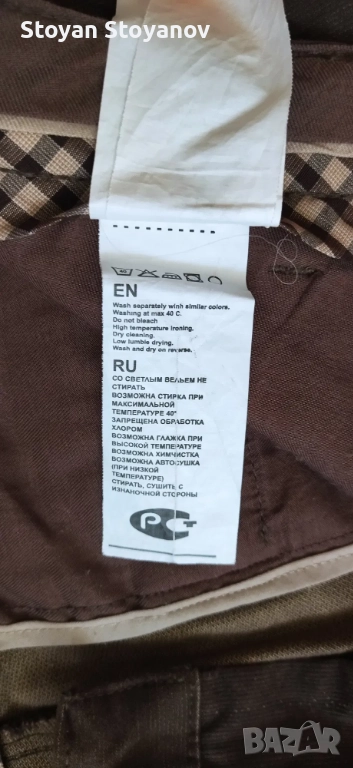 Stoyan Stoyanov
EN
Wash separately winh similar colors.
Washing at max 40 C.
Do not bleach
High temperature ironing.
Dry cleaning.
Low tumble drying.
Wash and dry on reverse.
RU
СО СВЕТЛЫМ БЕЛЬЕМ НЕ
СТИРАТЬ
ВОЗМОЖНА СТИРКА ПРИ
МАКСИМАЛЬНОЙ
ТЕМПЕРАТУРЕ 40°
ЗАПРЕЩЕНА ОБРАБОТКА
ХЛОРОМ
ВОЗМОЖНА ГЛАЖКА ПРИ
ВЫСОКОЙ ТЕМПЕРАТУРЕ
ВОЗМОЖНА ХИМЧИСТКА
ВОЗМОЖНА АВТОСУШКА
(ПРИ НИЗКОЙ
ТЕМПЕРАТУРЕ)
СТИРАТЬ, СУШИТЬ С
ИЗНАНОЧНОЙ СТОРОНЫ
РСТ
bazar